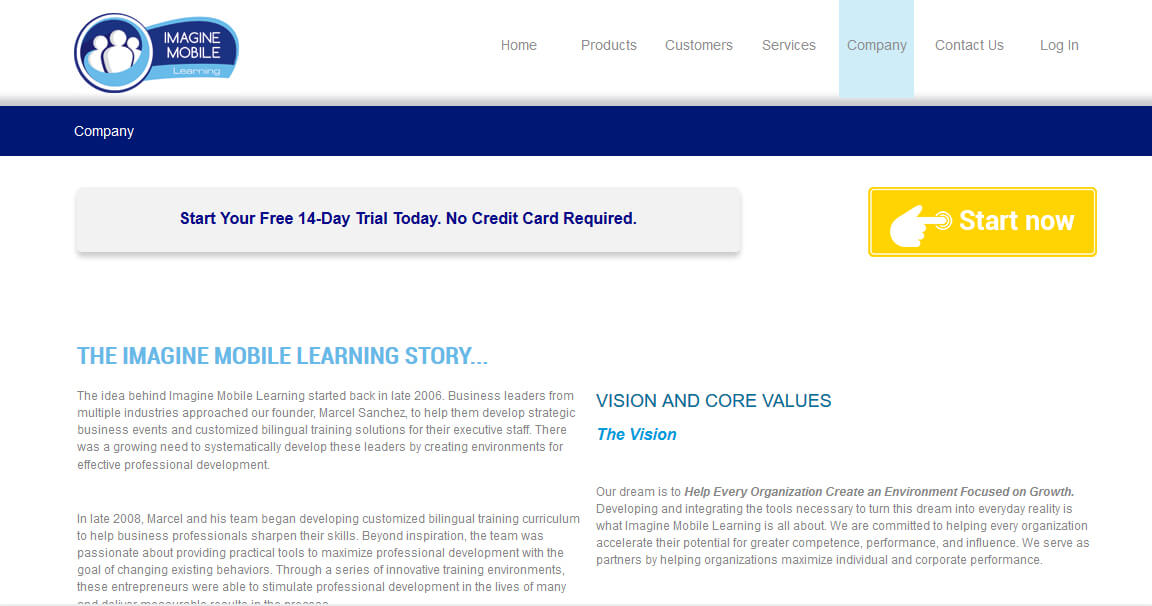 IMAGINE
MOBILE
Learning
Home Products Customers Services Company Contact Us Log In
Company
Start Your Free 14-Day Trial Today. No Credit Card Required.
Start now
THE IMAGINE MOBILE LEARNING STORY...
The idea behind Imagine Mobile Learning started back in late 2006. Business leaders from
multiple industries approached our founder, Marcel Sanchez, to help them develop strategic
business events and customized bilingual training solutions for their executive staff. There
was a growing need to systematically develop these leaders by creating environments for
effective professional development.
In late 2008, Marcel and his team began developing customized bilingual training curriculum
to help business professionals sharpen their skills. Beyond inspiration, the team was
passionate about providing practical tools to maximize professional development with the
goal of changing existing behaviors. Through a series of innovative training environments,
these entrepreneurs were able to stimulate professional development in the lives of many
and deliver measurable results in the process.
VISION AND CORE VALUES
The Vision
Our dream is to Help Every Organization Create an Environment Focused on Growth.
Developing and integrating the tools necessary to turn this dream into everyday reality is
what Imagine Mobile Learning is all about. We are committed to helping every organization
accelerate their potential for greater competence, performance, and influence. We serve as
partners by helping organizations maximize individual and corporate performance.